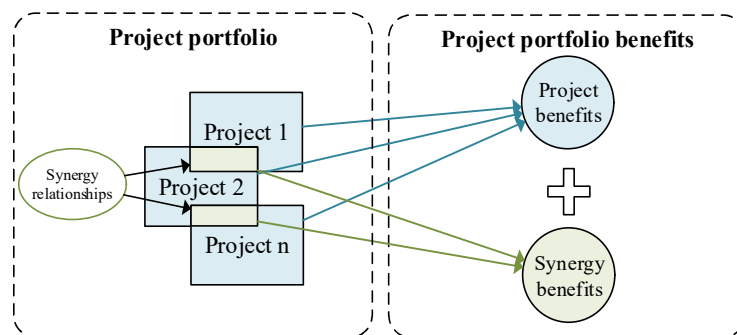 Project portfolio
Project portfolio benefits
Project 1
Project 2
Project n
Synergy
relationships
Project
benefits
Synergy
benefits